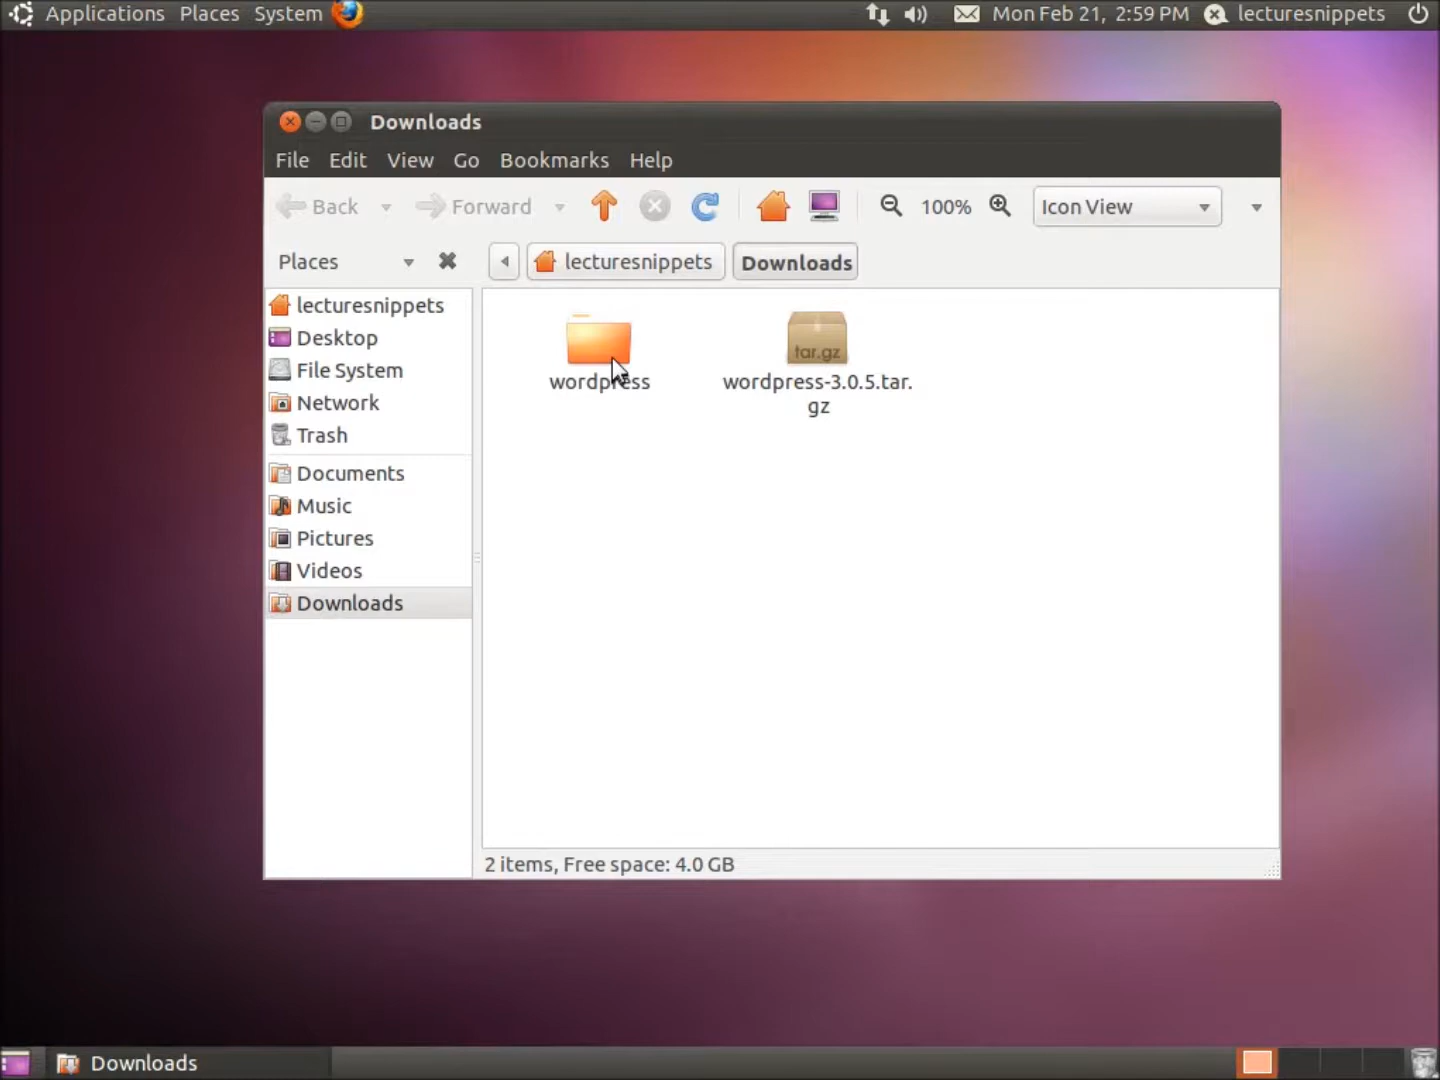 Applications Places System Mon Feb 21, 2:59 PM lecturesnippets
Downloads
File Edit View Go Bookmarks Help
Back Forward 100% Icon View
Places lecturesnippets Downloads
lecturesnippets
Desktop
File System
Network
Trash
Documents
Music
Pictures
Videos
Downloads
tar.gz
wordpress
wordpress-3.0.5.tar.
gz
2 items, Free space: 4.0 GB
Downloads